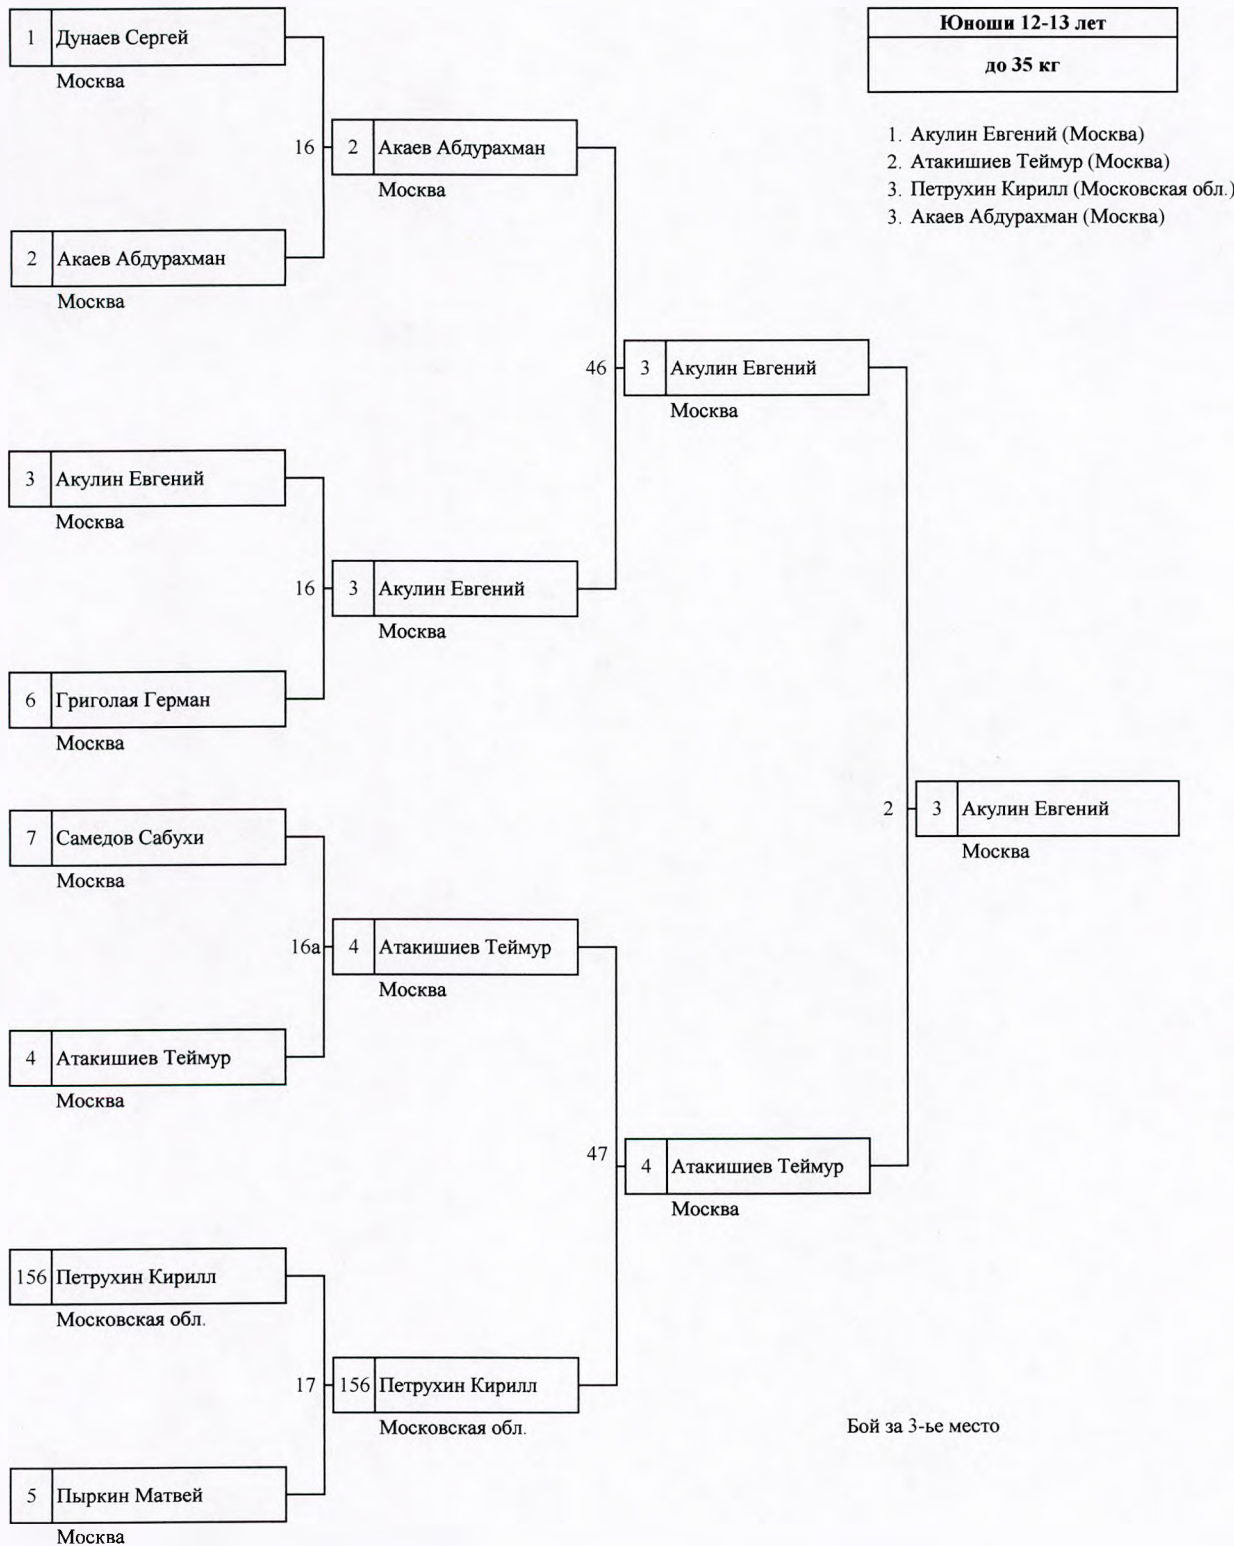 Юноши 12-13 лет
до 35 кг
1. Акулин Евгений (Москва)
2. Атакишиев Теймур (Москва)
3. Петрухин Кирилл (Московская обл.)
3. Акаев Абдурахман (Москва)
1 Дунаев Сергей
Москва
16 2 Акаев Абдурахман
Москва
2 Акаев Абдурахман
Москва
46 3 Акулин Евгений
Москва
3 Акулин Евгений
Москва
16 3 Акулин Евгений
Москва
6 Григолая Герман
Москва
2 3 Акулин Евгений
Москва
7 Самедов Сабухи
Москва
16а 4 Атакишиев Теймур
Москва
4 Атакишиев Теймур
Москва
47 4 Атакишиев Теймур
Москва
156 Петрухин Кирилл
Московская обл.
17 156 Петрухин Кирилл
Московская обл.
Бой за 3-ье место
5 Пыркин Матвей
Москва